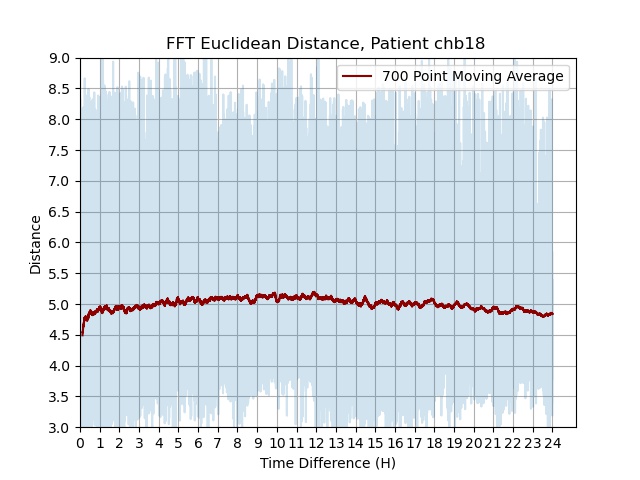 FFT Euclidean Distance, Patient chb18
700 Point Moving Average
9.0
8.5
8.0
7.5
7.0
6.5
6.0
5.5
5.0
4.5
4.0
3.5
3.0
Distance
0 1 2 3 4 5 6 7 8 9 10 11 12 13 14 15 16 17 18 19 20 21 22 23 24
Time Difference (H)